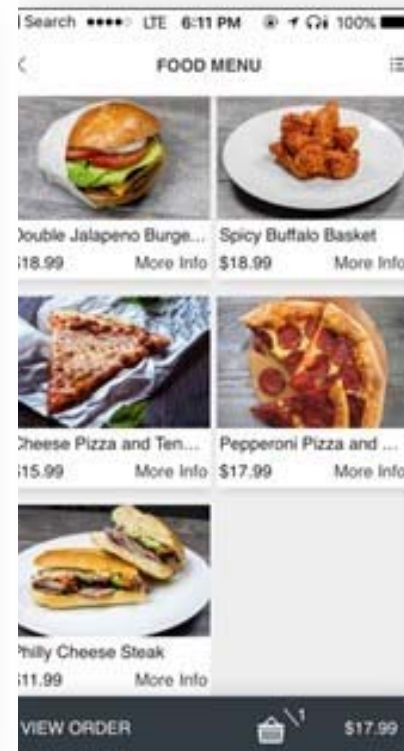 Search LTE 6:11 PM 100%
FOOD MENU
Double Jalapeno Burge... Spicy Buffalo Basket
$18.99 More Info $18.99 More Info
Cheese Pizza and Ten... Pepperoni Pizza and ...
$15.99 More Info $17.99 More Info
Philly Cheese Steak
$11.99 More Info
VIEW ORDER 1 $17.99